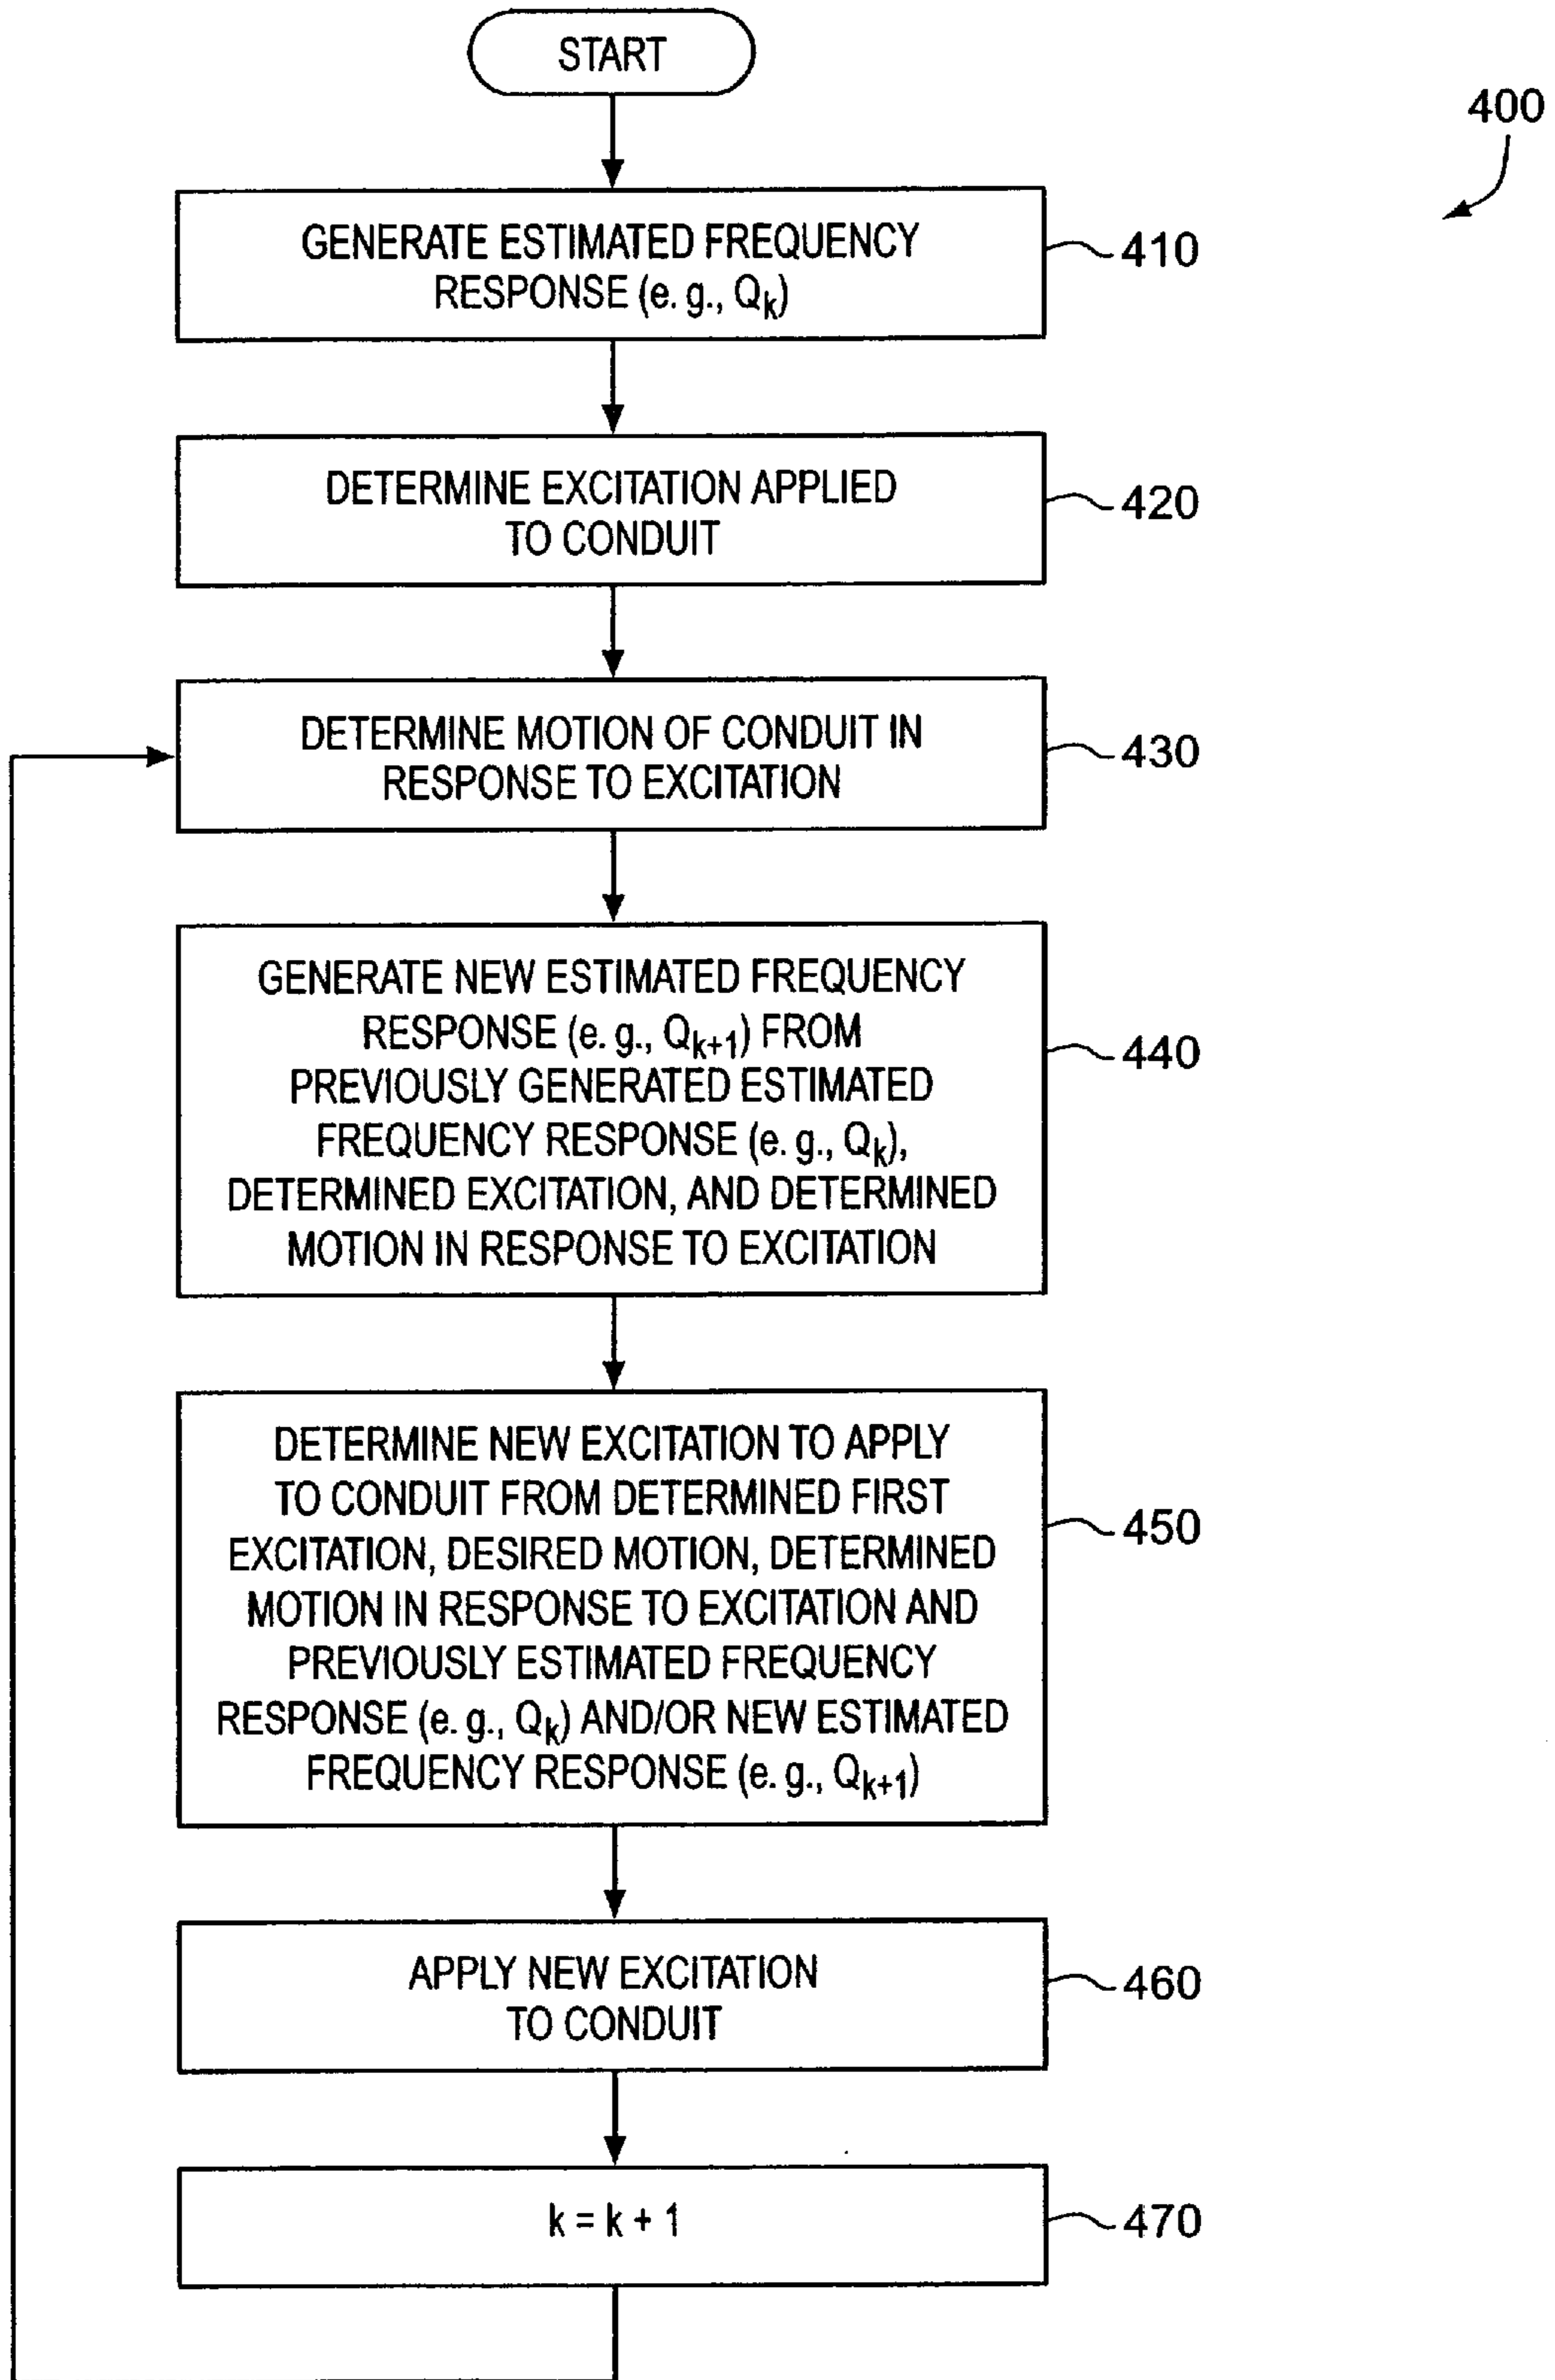 START
400
GENERATE ESTIMATED FREQUENCY
RESPONSE (e. g., Qk)
410
DETERMINE EXCITATION APPLIED
TO CONDUIT
420
DETERMINE MOTION OF CONDUIT IN
RESPONSE TO EXCITATION
430
GENERATE NEW ESTIMATED FREQUENCY
RESPONSE (e. g., Qk+1) FROM
PREVIOUSLY GENERATED ESTIMATED
FREQUENCY RESPONSE (e. g., Qk),
DETERMINED EXCITATION, AND DETERMINED
MOTION IN RESPONSE TO EXCITATION
440
DETERMINE NEW EXCITATION TO APPLY
TO CONDUIT FROM DETERMINED FIRST
EXCITATION, DESIRED MOTION, DETERMINED
MOTION IN RESPONSE TO EXCITATION AND
PREVIOUSLY ESTIMATED FREQUENCY
RESPONSE (e. g., Qk) AND/OR NEW ESTIMATED
FREQUENCY RESPONSE (e. g., Qk+1)
450
APPLY NEW EXCITATION
TO CONDUIT
460
k = k + 1
470